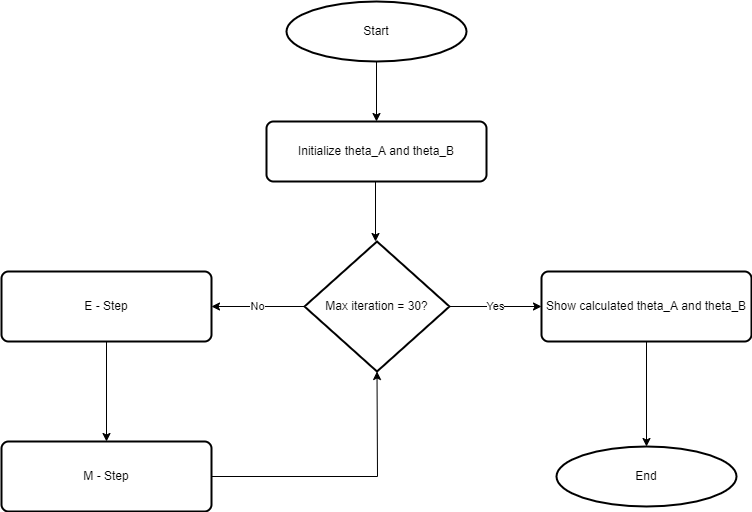 Start
Initialize theta_A and theta_B
E - Step
No
Max iteration = 30?
Yes
Show calculated theta_A and theta_B
M - Step
End